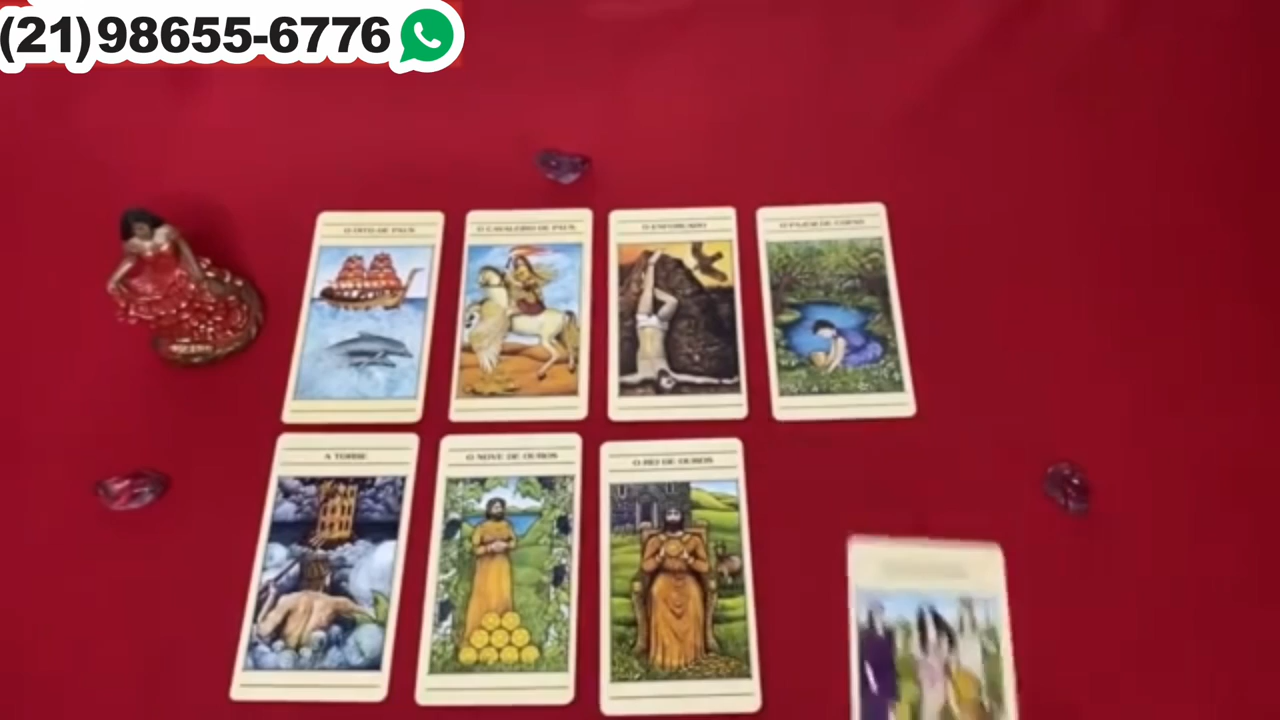 (21)98655-6776
O OITO DE PAUS
O CAVALEIRO DE PAUS
O ENFORCADO
O PAJEM DE COPAS
A TORRE
O NOVE DE OUROS
O REI DE OUROS